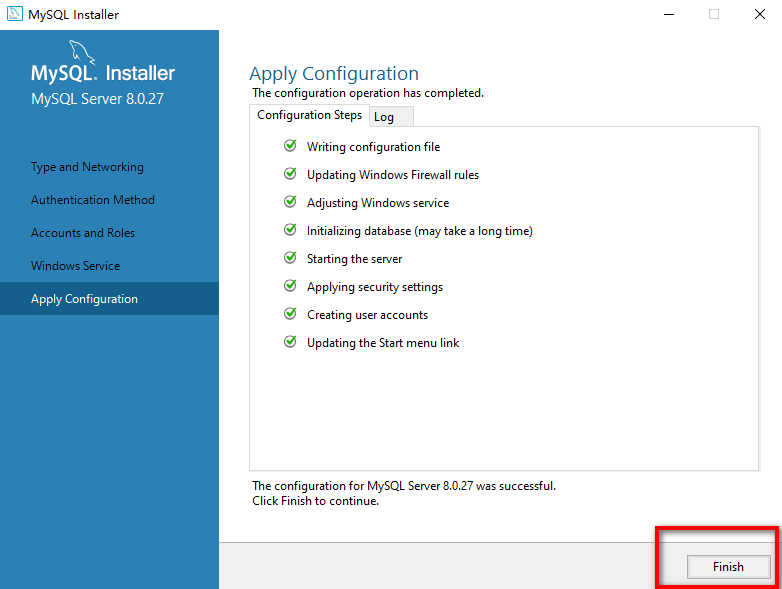 MySQL Installer
MySQL. Installer
MySQL Server 8.0.27
Type and Networking
Authentication Method
Accounts and Roles
Windows Service
Apply Configuration
Apply Configuration
The configuration operation has completed.
Configuration Steps Log
Writing configuration file
Updating Windows Firewall rules
Adjusting Windows service
Initializing database (may take a long time)
Starting the server
Applying security settings
Creating user accounts
Updating the Start menu link
The configuration for MySQL Server 8.0.27 was successful.
Click Finish to continue.
Finish